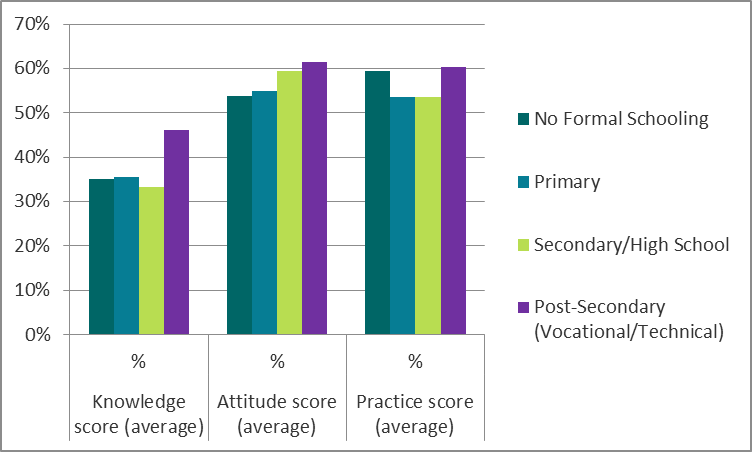 70%
60%
50%
40%
30%
20%
10%
0%
% % %
Knowledge score (average)
Attitude score (average)
Practice score (average)
No Formal Schooling
Primary
Secondary/High School
Post-Secondary
(Vocational/Technical)